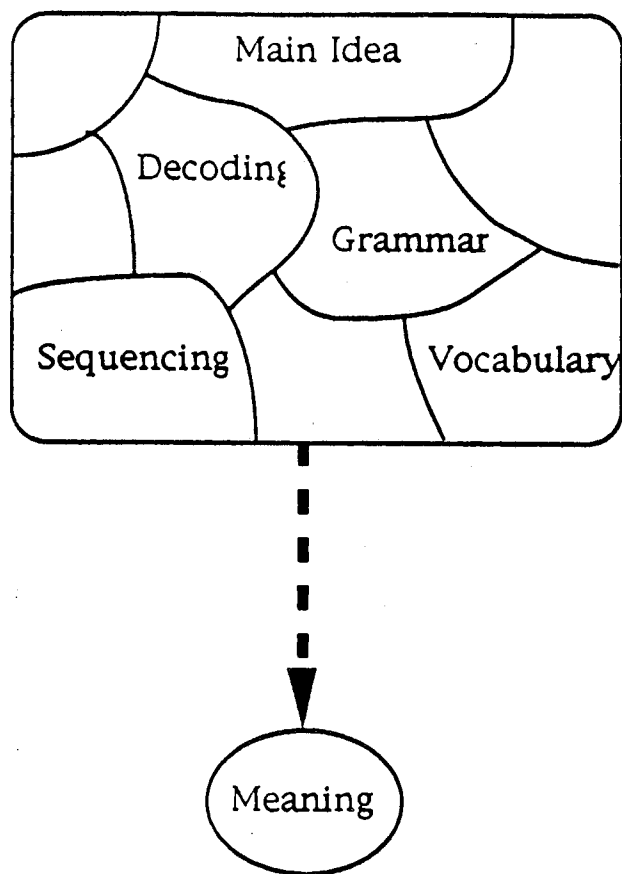 Main Idea
Decoding
Grammar
Sequencing
Vocabulary
Meaning